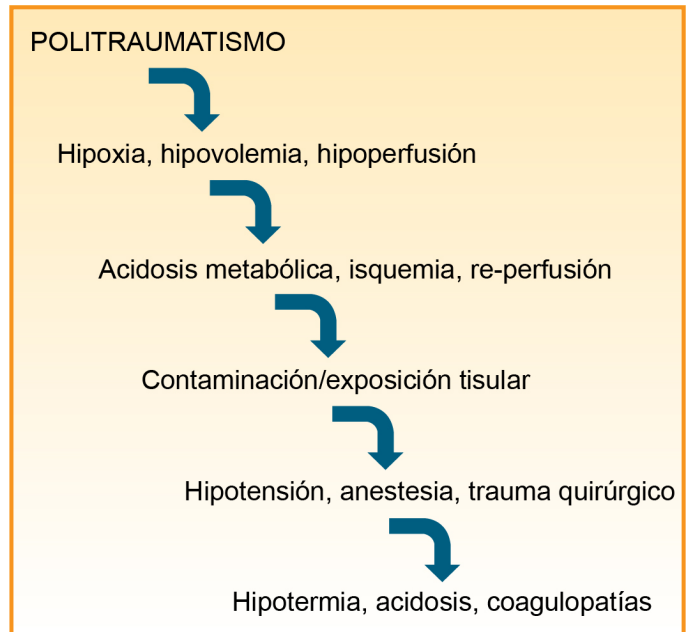 POLITRAUMATISMO
Hipoxia, hipovolemia, hipoperfusión
Acidosis metabólica, isquemia, re-perfusión
Contaminación/exposición tisular
Hipotensión, anestesia, trauma quirúrgico
Hipotermia, acidosis, coagulopatías